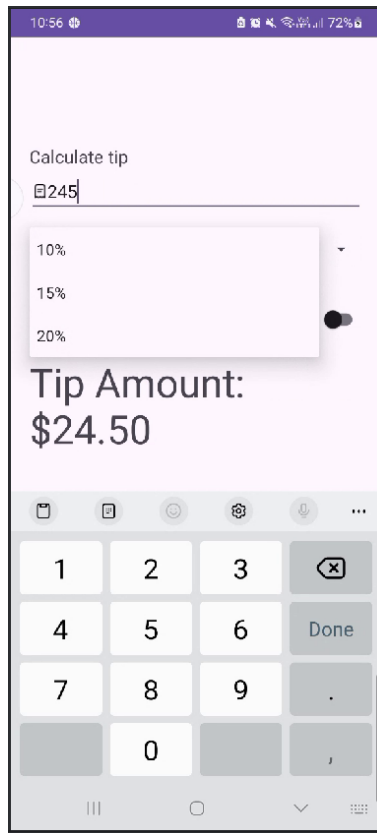 10:56
72%
Calculate tip
245
10%
15%
20%
Tip Amount:
$24.50
1 2 3
4 5 6 Done
7 8 9 .
0 ,